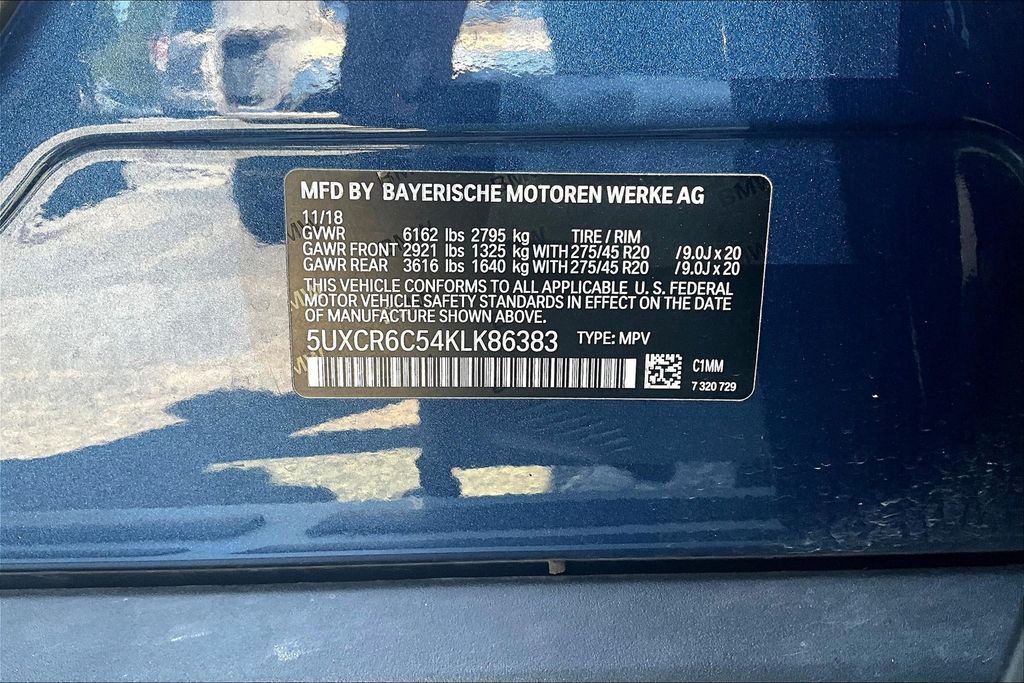 MFD BY BAYERISCHE MOTOREN WERKE AG
11/18
GVWR 6162 lbs 2795 kg TIRE / RIM
GAWR FRONT 2921 lbs 1325 kg WITH 275/45 R20 /9.0J x 20
GAWR REAR 3616 lbs 1640 kg WITH 275/45 R20 /9.0J x 20
THIS VEHICLE CONFORMS TO ALL APPLICABLE U. S. FEDERAL
MOTOR VEHICLE SAFETY STANDARDS IN EFFECT ON THE DATE
OF MANUFACTURE SHOWN ABOVE.
5UXCR6C54KLK86383 TYPE: MPV
C1MM
7 320 729